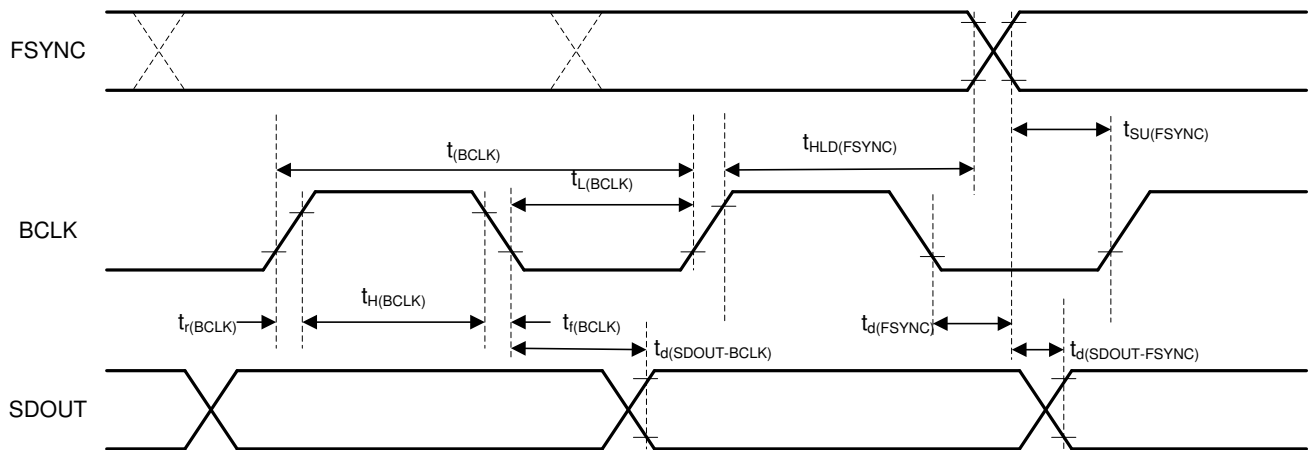 FSYNC
t(BCLK)
tHLD(FSYNC)
tSU(FSYNC)
tL(BCLK)
BCLK
tr(BCLK)
tH(BCLK)
tf(BCLK)
td(FSYNC)
td(SDOUT-BCLK)
td(SDOUT-FSYNC)
SDOUT